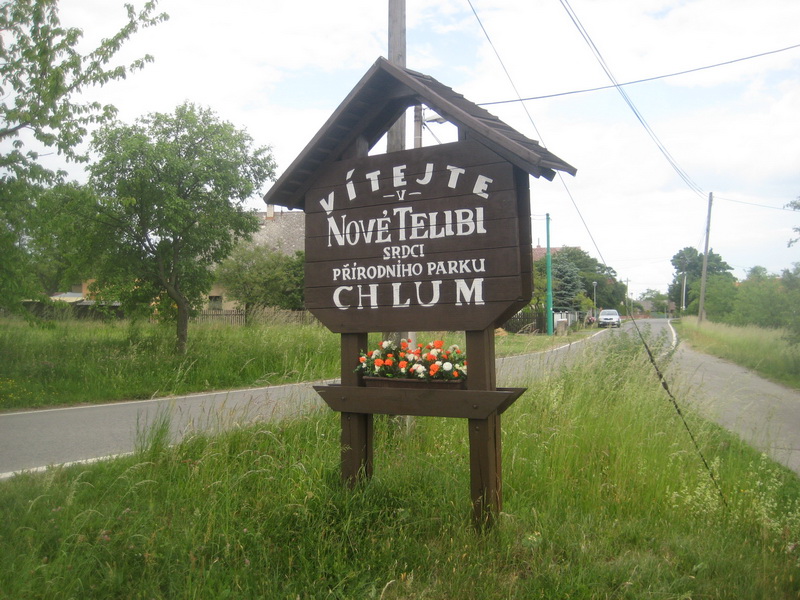 VÍTEJTE
-V-
NOVÉ TELIBI
SRDCI
PŘÍRODNÍHO PARKU
CHLUM